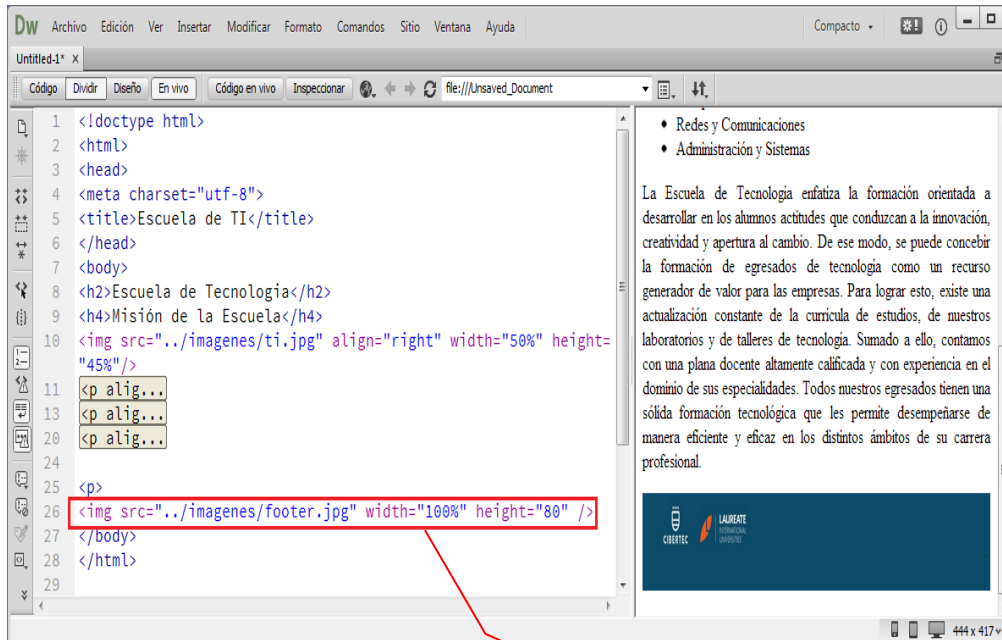 Dw Archivo Edición Ver Insertar Modificar Formato Comandos Sitio Ventana Ayuda Compacto
Untitled-1* X
Código Dividir Diseño En vivo Código en vivo Inspeccionar file:///Unsaved_Document
1 <!doctype html>
2 <html>
3 <head>
4 <meta charset="utf-8">
5 <title>Escuela de TI</title>
6 </head>
7 <body>
8 <h2>Escuela de Tecnologia</h2>
9 <h4>Misión de la Escuela</h4>
10 <img src="../imagenes/ti.jpg" align="right" width="50%" height=
"45%"/>
11 <p alig...
13 <p alig...
20 <p alig...
24
25 <p>
26 <img src="../imagenes/footer.jpg" width="100%" height="80" />
27 </body>
28 </html>
29
• Redes y Comunicaciones
• Administración y Sistemas
La Escuela de Tecnologia enfatiza la formación orientada a
desarrollar en los alumnos actitudes que conduzcan a la innovación,
creatividad y apertura al cambio. De ese modo, se puede concebir
la formación de egresados de tecnologia como un recurso
generador de valor para las empresas. Para lograr esto, existe una
actualización constante de la curricula de estudios, de nuestros
laboratorios y de talleres de tecnologia. Sumado a ello, contamos
con una plana docente altamente calificada y con experiencia en el
dominio de sus especialidades. Todos nuestros egresados tienen una
sólida formación tecnológica que les permite desempeñarse de
manera eficiente y eficaz en los distintos ámbitos de su carrera
profesional.
CIBERTEC
LAUREATE
INTERNATIONAL
UNIVERSITIES
444 x 417